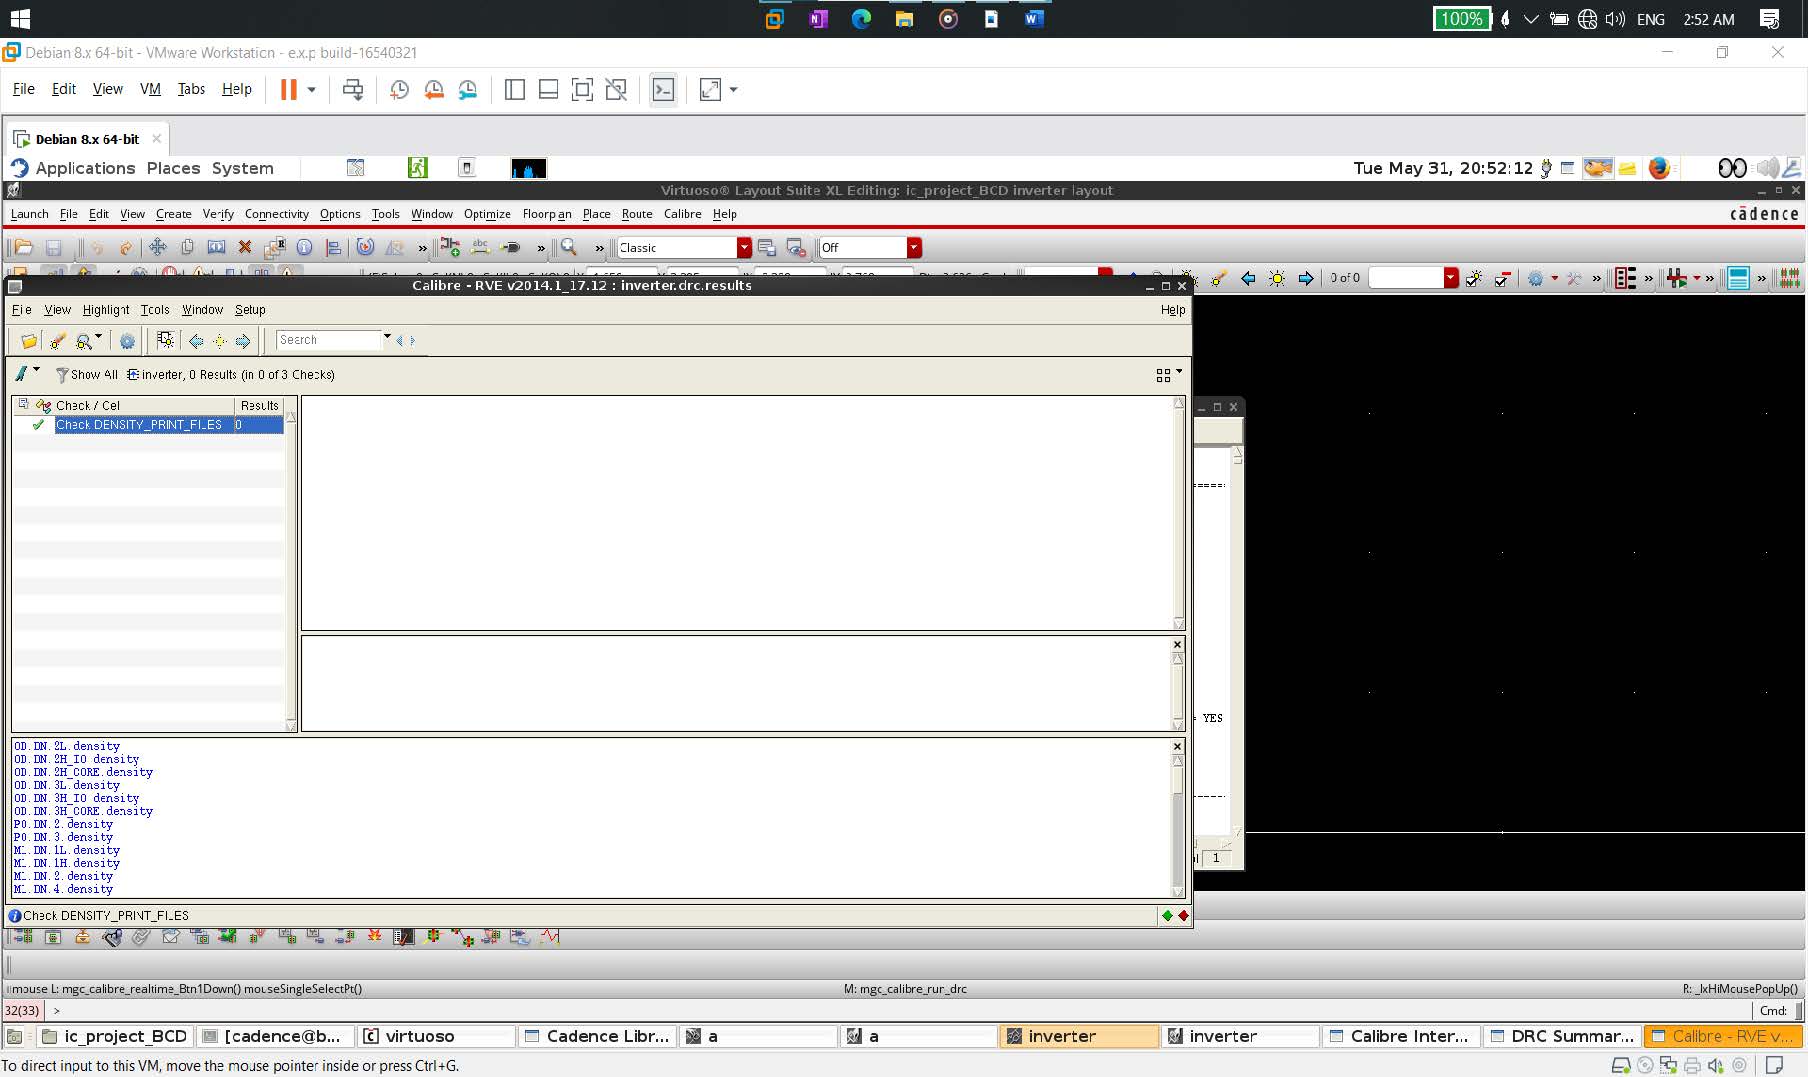 100% ENG 2:52 AM
Debian 8.x 64-bit - VMware Workstation - e.x.p build-16540321
File Edit View VM Tabs Help
Debian 8.x 64-bit
Applications Places System Tue May 31, 20:52:12
Virtuoso® Layout Suite XL Editing: ic_project_BCD inverter layout
Launch File Edit View Create Verify Connectivity Options Tools Window Optimize Floorplan Place Route Calibre Help cādence
Classic Off
0 of 0
Calibre - RVE v2014.1_17.12 : inverter.drc.results
File View Highlight Tools Window Setup Help
Search
Show All inverter, 0 Results (in 0 of 3 Checks)
Check / Cell Results
Check DENSITY_PRINT_FILES 0
= YES
OD.DN.2L.density
OD.DN.2H_IO density
OD.DN.2H_CORE.density
OD.DN.3L.density
OD.DN.3H_IO density
OD.DN.3H_CORE.density
PO.DN.2.density
PO.DN.3.density
M1.DN.1L.density
M1.DN.1H.density
M1.DN.2.density
M1.DN.4.density
1
Check DENSITY_PRINT_FILES
mouse L: mgc_calibre_realtime_Btn1Down() mouseSingleSelectPt() M: mgc_calibre_run_drc R: _lxHiMousePopUp()
32(33) > Cmd:
ic_project_BCD [cadence@b... virtuoso Cadence Libr... a a inverter inverter Calibre Inter... DRC Summar... Calibre - RVE v...
To direct input to this VM, move the mouse pointer inside or press Ctrl+G.